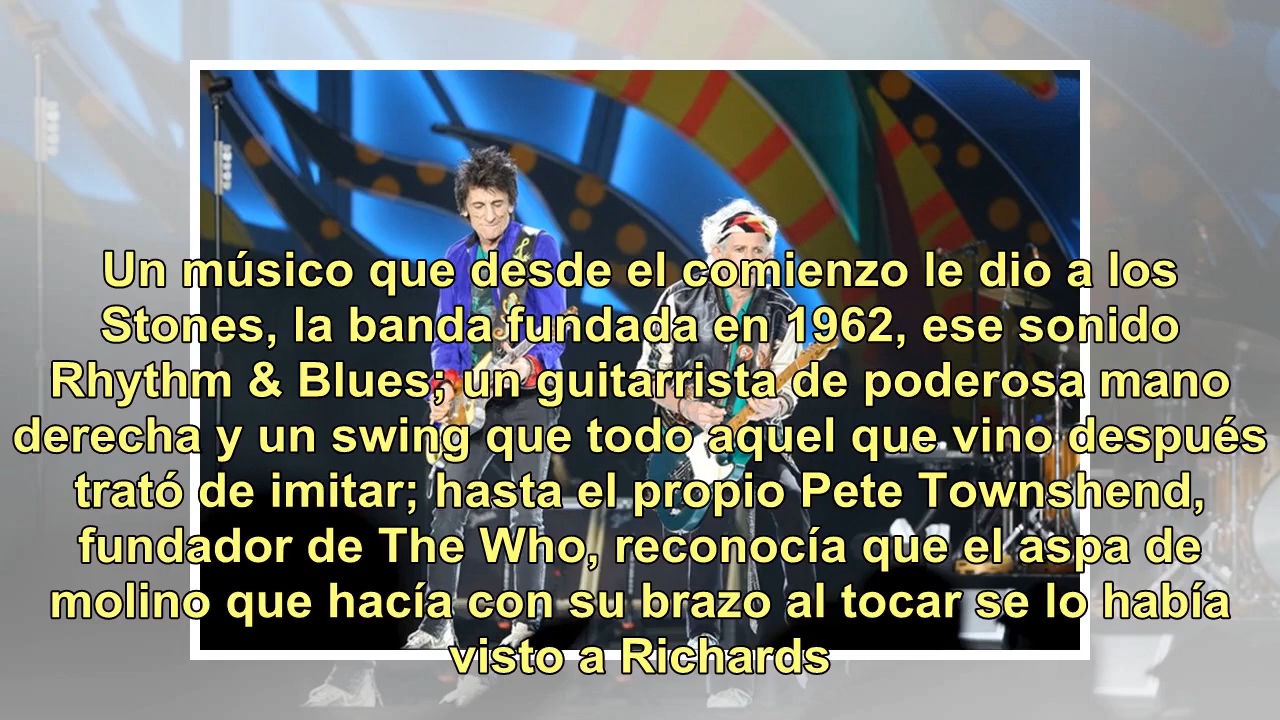 Un músico que desde el comienzo le dio a los
Stones, la banda fundada en 1962, ese sonido
Rhythm & Blues; un guitarrista de poderosa mano
derecha y un swing que todo aquel que vino después
trató de imitar; hasta el propio Pete Townshend,
fundador de The Who, reconocía que el aspa de
molino que hacía con su brazo al tocar se lo había
visto a Richards